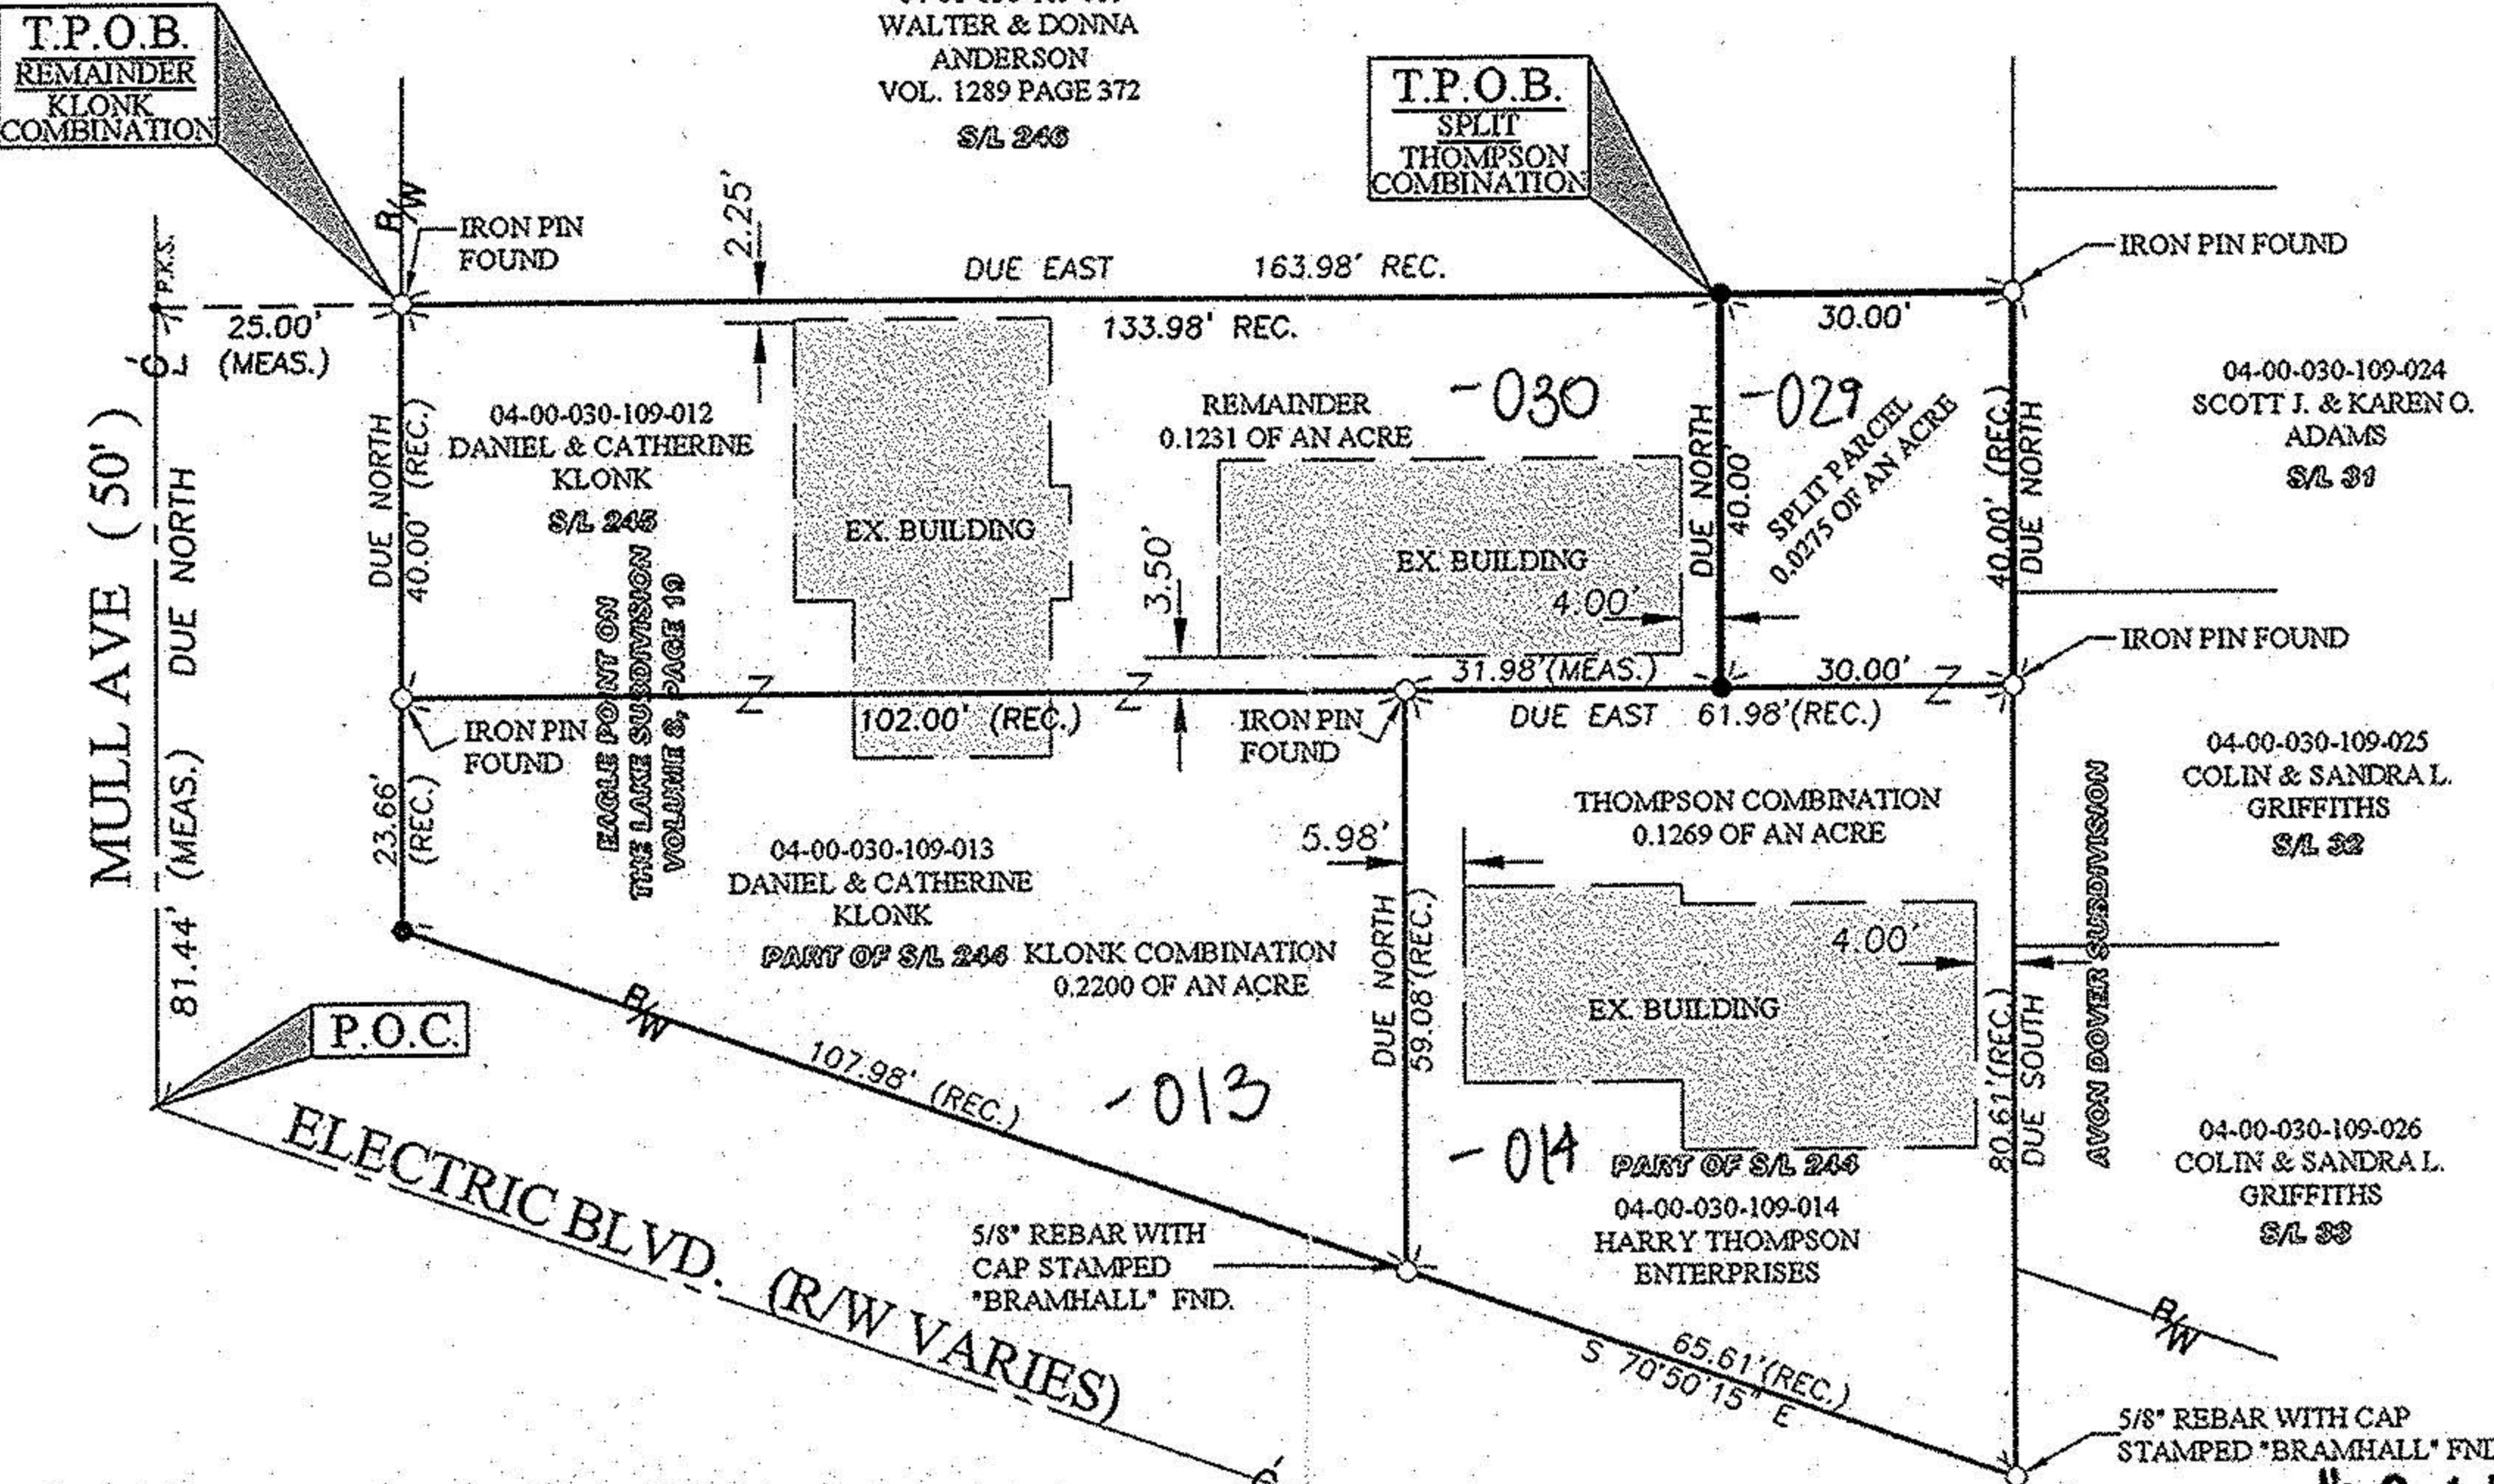 T.P.O.B.
REMAINDER
KLONK
COMBINATION
WALTER & DONNA
ANDERSON
VOL. 1289 PAGE 372
S/L 246
T.P.O.B.
SPLIT
THOMPSON
COMBINATION
R/W
IRON PIN
FOUND
P.K.S.
2.25'
DUE EAST 163.98' REC.
IRON PIN FOUND
25.00'
(MEAS.)
133.98' REC.
30.00'
MULL AVE (50')
DUE NORTH
81.44' (MEAS.)
DUE NORTH
40.00' (REC.)
04-00-030-109-012
DANIEL & CATHERINE
KLONK
S/L 245
EAGLE POINT ON
THE LAKE SUBDIVISION
VOLUME 8, PAGE 19
EX. BUILDING
REMAINDER
0.1231 OF AN ACRE
-030
EX. BUILDING
3.50'
4.00'
DUE NORTH
40.00'
-029
SPLIT PARCEL
0.0275 OF AN ACRE
40.00' (REC.)
DUE NORTH
04-00-030-109-024
SCOTT J. & KAREN O.
ADAMS
S/L 31
IRON PIN FOUND
31.98' (MEAS.)
30.00'
Z
Z
Z
102.00' (REC.)
DUE EAST 61.98'(REC.)
IRON PIN
FOUND
IRON PIN
FOUND
23.66'
(REC.)
04-00-030-109-013
DANIEL & CATHERINE
KLONK
PART OF S/L 244
KLONK COMBINATION
0.2200 OF AN ACRE
THOMPSON COMBINATION
0.1269 OF AN ACRE
5.98'
DUE NORTH
59.08'(REC.)
EX. BUILDING
4.00'
80.61'(REC.)
DUE SOUTH
AVON DOVER SUBDIVISION
04-00-030-109-025
COLIN & SANDRA L.
GRIFFITHS
S/L 32
04-00-030-109-026
COLIN & SANDRA L.
GRIFFITHS
S/L 33
P.O.C.
R/W
107.98' (REC.)
-013
-014
PART OF S/L 244
04-00-030-109-014
HARRY THOMPSON
ENTERPRISES
ELECTRIC BLVD. (R/W VARIES)
5/8" REBAR WITH
CAP STAMPED
"BRAMHALL" FND.
R/W
65.61'(REC.)
S 70°50'15" E
5/8" REBAR WITH CAP
STAMPED "BRAMHALL" FND